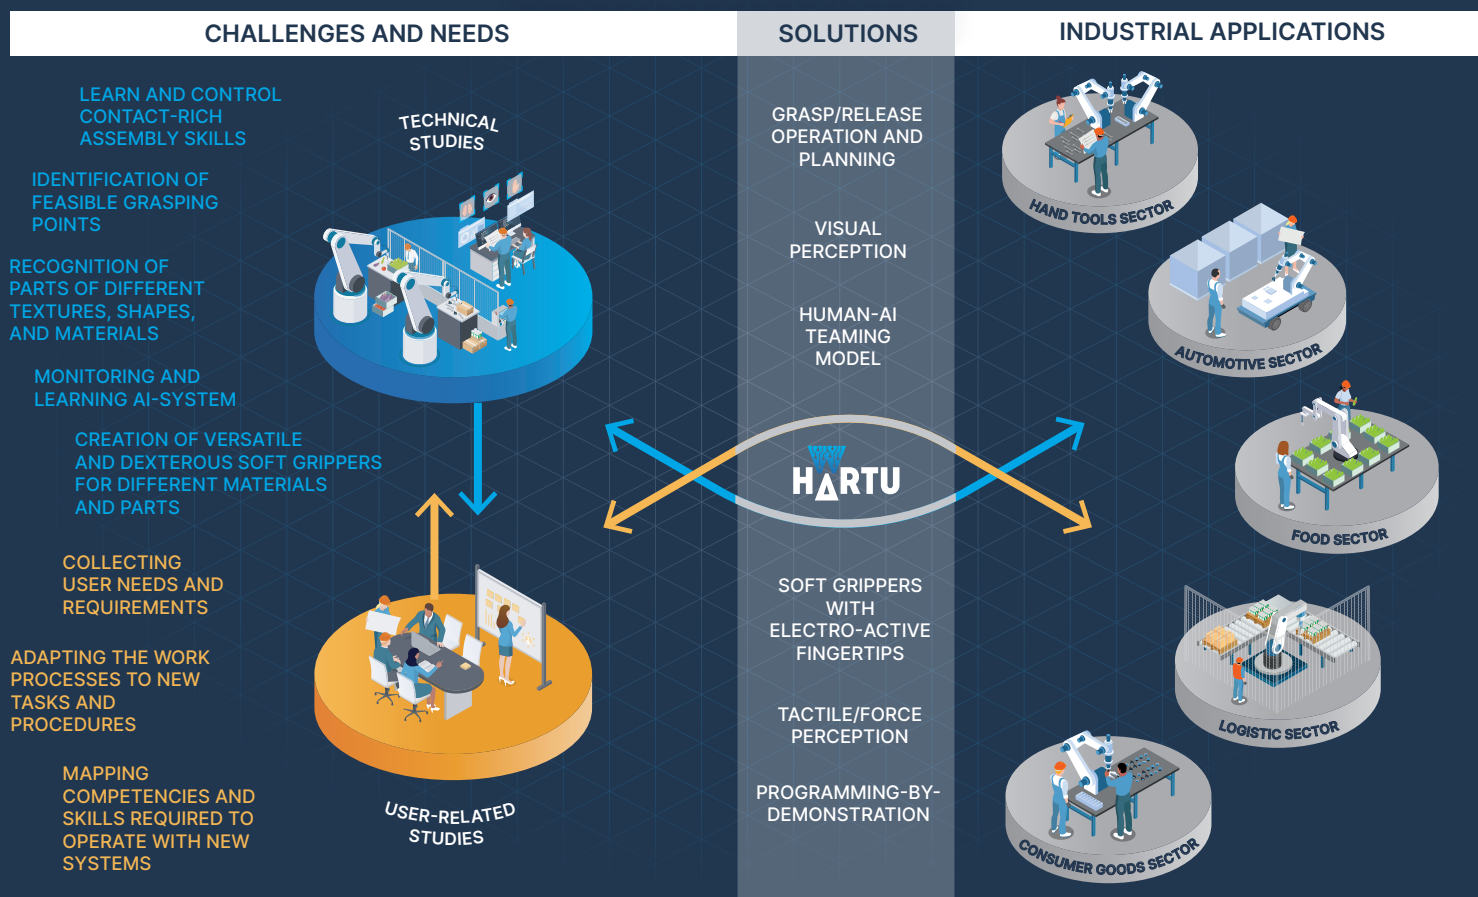 CHALLENGES AND NEEDS
LEARN AND CONTROL
CONTACT-RICH
ASSEMBLY SKILLS
IDENTIFICATION OF
FEASIBLE GRASPING
POINTS
RECOGNITION OF
PARTS OF DIFFERENT
TEXTURES, SHAPES,
AND MATERIALS
MONITORING AND
LEARNING AI-SYSTEM
CREATION OF VERSATILE
AND DEXTEROUS SOFT GRIPPERS
FOR DIFFERENT MATERIALS
AND PARTS
COLLECTING
USER NEEDS AND
REQUIREMENTS
ADAPTING THE WORK
PROCESSES TO NEW
TASKS AND
PROCEDURES
MAPPING
COMPETENCIES AND
SKILLS REQUIRED TO
OPERATE WITH NEW
SYSTEMS
TECHNICAL
STUDIES
USER-RELATED
STUDIES
SOLUTIONS
GRASP/RELEASE
OPERATION AND
PLANNING
VISUAL
PERCEPTION
HUMAN-AI
TEAMING
MODEL
HARTU
SOFT GRIPPERS
WITH
ELECTRO-ACTIVE
FINGERTIPS
TACTILE/FORCE
PERCEPTION
PROGRAMMING-BY-
DEMONSTRATION
INDUSTRIAL APPLICATIONS
HAND TOOLS SECTOR
AUTOMOTIVE SECTOR
FOOD SECTOR
LOGISTIC SECTOR
CONSUMER GOODS SECTOR